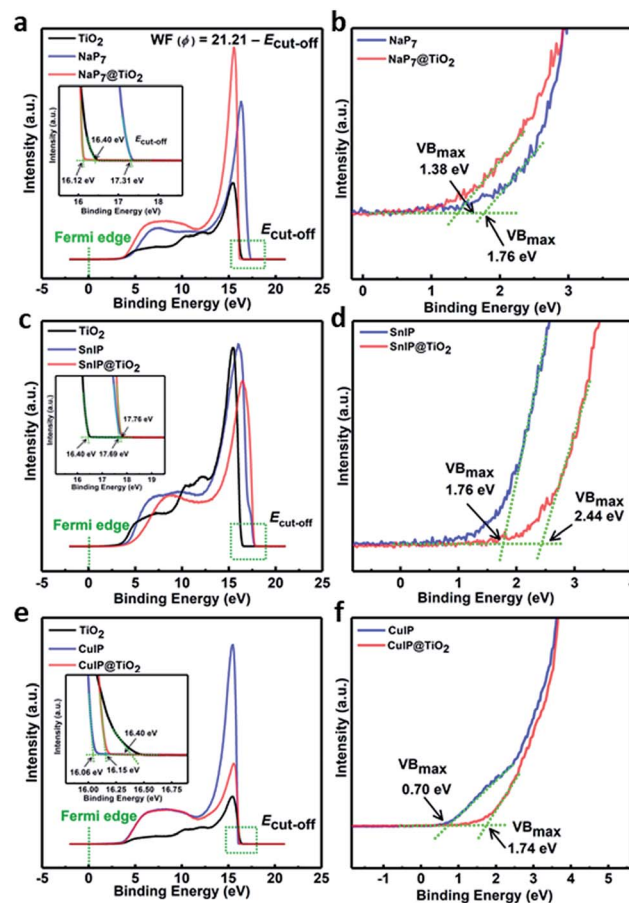 a
TiO2
NaP7
NaP7@TiO2
WF (ϕ) = 21.21 – Ecut-off
Intensity (a.u.)
16.40 eV
Ecut-off
16.12 eV
17.31 eV
16 17 18
Binding Energy (eV)
Fermi edge
Ecut-off
-5 0 5 10 15 20 25
Binding Energy (eV)
Intensity (a.u.)
b
NaP7
NaP7@TiO2
VBmax
1.38 eV
VBmax
1.76 eV
0 1 2 3
Binding Energy (eV)
Intensity (a.u.)
c
TiO2
SnIP
SnIP@TiO2
Intensity (a.u.)
17.76 eV
16.40 eV
17.69 eV
15 16 17 18 19
Binding Energy (eV)
Fermi edge
Ecut-off
-5 0 5 10 15 20 25
Binding Energy (eV)
Intensity (a.u.)
d
SnIP
SnIP@TiO2
VBmax
1.76 eV
VBmax
2.44 eV
0 1 2 3
Binding Energy (eV)
Intensity (a.u.)
e
TiO2
CuIP
CuIP@TiO2
Intensity (a.u.)
16.40 eV
16.06 eV
16.15 eV
16.00 16.25 16.50 16.75
Binding Energy (eV)
Fermi edge
Ecut-off
-5 0 5 10 15 20 25
Binding Energy (eV)
Intensity (a.u.)
f
CuIP
CuIP@TiO2
VBmax
0.70 eV
VBmax
1.74 eV
-1 0 1 2 3 4 5
Binding Energy (eV)
Intensity (a.u.)